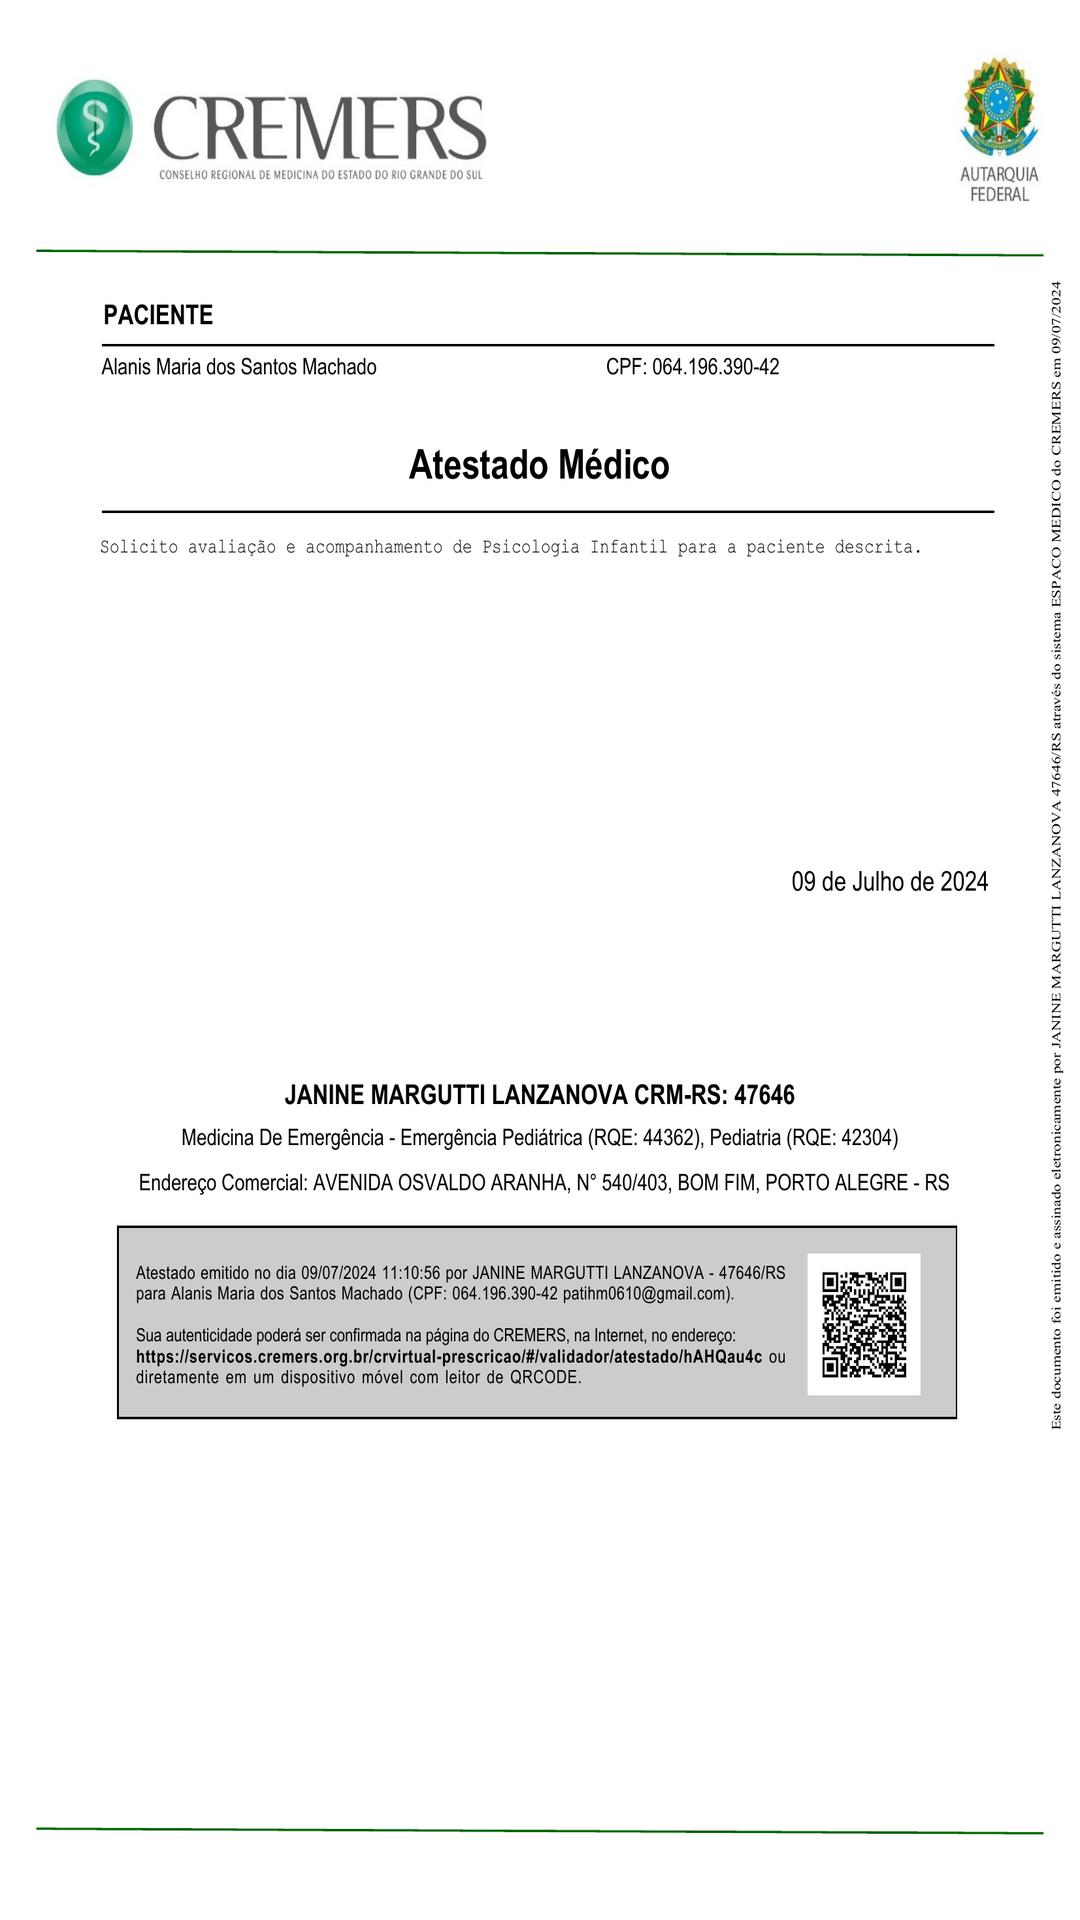 CREMERS
CONSELHO REGIONAL DE MEDICINA DO ESTADO DO RIO GRANDE DO SUL
AUTARQUIA
FEDERAL
PACIENTE
Alanis Maria dos Santos Machado CPF: 064.196.390-42
Atestado Médico
Solicito avaliação e acompanhamento de Psicologia Infantil para a paciente descrita.
09 de Julho de 2024
JANINE MARGUTTI LANZANOVA CRM-RS: 47646
Medicina De Emergência - Emergência Pediátrica (RQE: 44362), Pediatria (RQE: 42304)
Endereço Comercial: AVENIDA OSVALDO ARANHA, N° 540/403, BOM FIM, PORTO ALEGRE - RS
Atestado emitido no dia 09/07/2024 11:10:56 por JANINE MARGUTTI LANZANOVA - 47646/RS
para Alanis Maria dos Santos Machado (CPF: 064.196.390-42 patihm0610@gmail.com).
Sua autenticidade poderá ser confirmada na página do CREMERS, na Internet, no endereço:
https://servicos.cremers.org.br/crvirtual-prescricao/#/validador/atestado/hAHQau4c ou
diretamente em um dispositivo móvel com leitor de QRCODE.
Este documento foi emitido e assinado eletronicamente por JANINE MARGUTTI LANZANOVA 47646/RS através do sistema ESPACO MEDICO do CREMERS em 09/07/2024